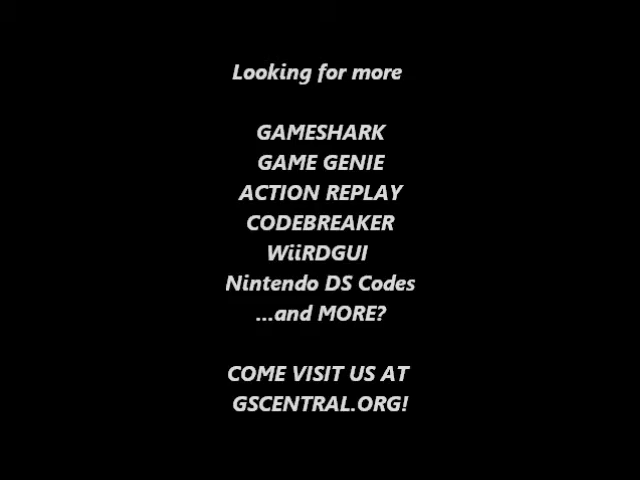 Looking for more
GAMESHARK
GAME GENIE
ACTION REPLAY
CODEBREAKER
WiiRDGUI
Nintendo DS Codes
...and MORE?
COME VISIT US AT
GSCENTRAL.ORG!